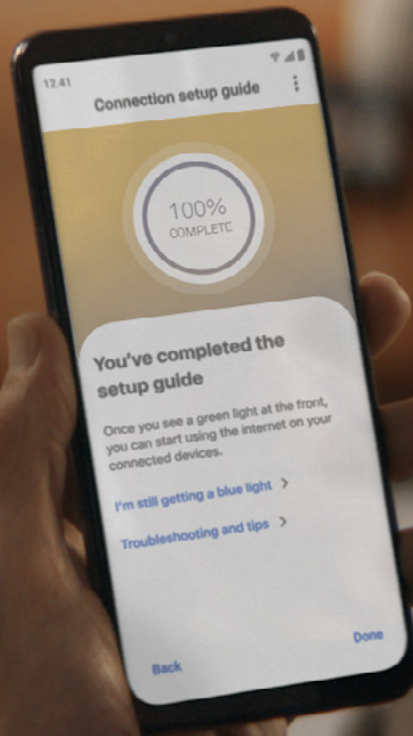 12.41
Connection setup guide
100%
COMPLETE
You've completed the
setup guide
Once you see a green light at the front,
you can start using the internet on your
connected devices.
I'm still getting a blue light >
Troubleshooting and tips >
Back
Done